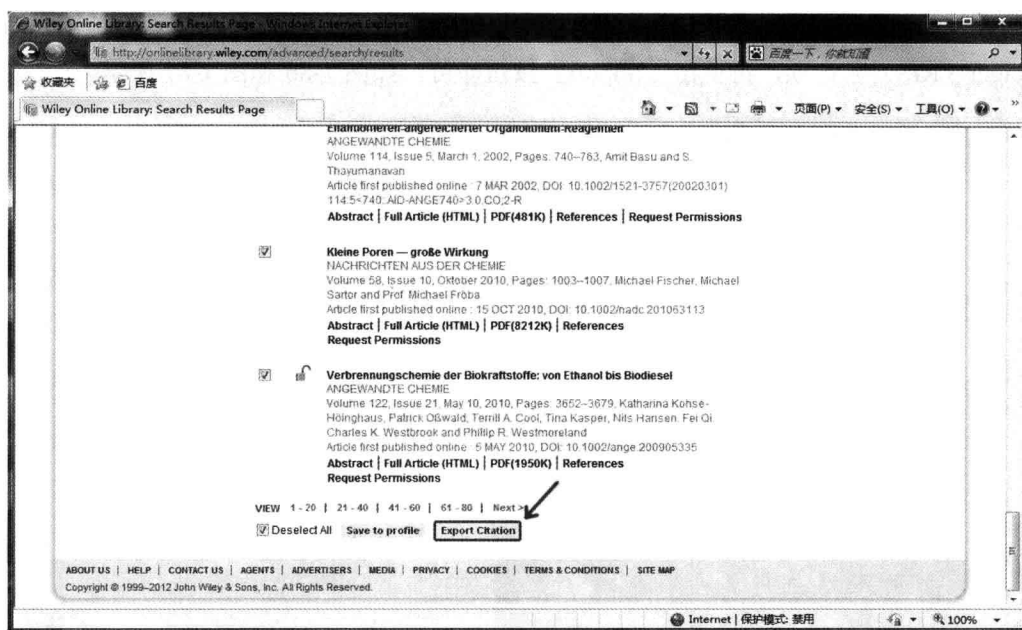 Wiley Online Library: Search Results Page - Windows Internet Explorer
http://onlinelibrary.wiley.com/advanced/search/results
百度一下，你就知道
收藏夹 百度
Wiley Online Library: Search Results Page
页面(P) 安全(S) 工具(O)
Enantiomeren-angereicherter Organolithium-Reagentien
ANGEWANDTE CHEMIE
Volume 114, Issue 5, March 1, 2002, Pages: 740–763, Amit Basu and S.
Thayumanavan
Article first published online : 7 MAR 2002, DOI: 10.1002/1521-3757(20020301)
114:5<740::AID-ANGE740>3.0.CO;2-R
Abstract | Full Article (HTML) | PDF(481K) | References | Request Permissions
Kleine Poren — große Wirkung
NACHRICHTEN AUS DER CHEMIE
Volume 58, Issue 10, Oktober 2010, Pages: 1003–1007, Michael Fischer, Michael
Sartor and Prof. Michael Fröba
Article first published online : 15 OCT 2010, DOI: 10.1002/nadc.201063113
Abstract | Full Article (HTML) | PDF(8212K) | References
Request Permissions
Verbrennungschemie der Biokraftstoffe: von Ethanol bis Biodiesel
ANGEWANDTE CHEMIE
Volume 122, Issue 21, May 10, 2010, Pages: 3652–3679, Katharina Kohse-
Höinghaus, Patrick Oßwald, Terrill A. Cool, Tina Kasper, Nils Hansen, Fei Qi,
Charles K. Westbrook and Phillip R. Westmoreland
Article first published online : 5 MAY 2010, DOI: 10.1002/ange.200905335
Abstract | Full Article (HTML) | PDF(1950K) | References
Request Permissions
VIEW 1 - 20 | 21 - 40 | 41 - 60 | 61 - 80 | Next >
Deselect All Save to profile Export Citation
ABOUT US | HELP | CONTACT US | AGENTS | ADVERTISERS | MEDIA | PRIVACY | COOKIES | TERMS & CONDITIONS | SITE MAP
Copyright © 1999–2012 John Wiley & Sons, Inc. All Rights Reserved.
Internet | 保护模式: 禁用 100%